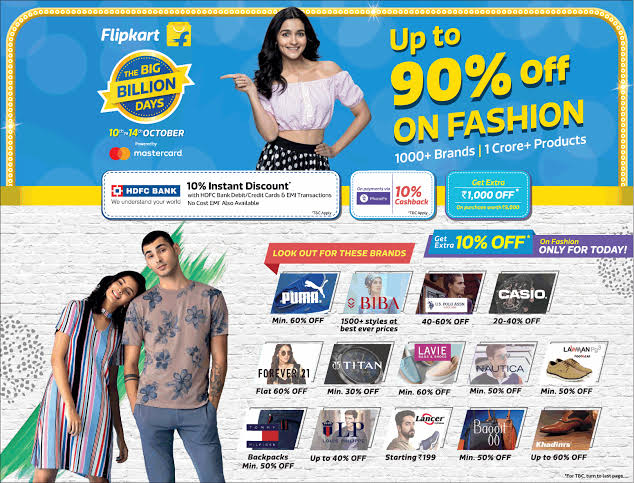 Flipkart
THE BIG
BILLION
DAYS
10TH TO 14TH OCTOBER
Powered by
mastercard
Up to
90% Off
ON FASHION
1000+ Brands | 1 Crore+ Products
HDFC BANK
We understand your world
10% Instant Discount*
with HDFC Bank Debit/Credit Cards & EMI Transactions
No Cost EMI* Also Available
*T&C Apply
On payments via
PhonePe
10%
Cashback
*T&C Apply
Get Extra
₹1,000 OFF*
On purchase worth ₹5,000
LOOK OUT FOR THESE BRANDS
Get Extra 10% OFF*
On Fashion
ONLY FOR TODAY!
PUMA
Min. 60% OFF
BIBA
1500+ styles at
best ever prices
U.S. POLO ASSN.
40-60% OFF
CASIO
20-40% OFF
FOREVER 21
Flat 60% OFF
TITAN
Min. 30% OFF
LAVIE
BAGS & SHOES
Min. 60% OFF
NAUTICA
Min. 50% OFF
Min. 50% OFF
TOMMY HILFIGER
Backpacks
Min. 50% OFF
LP
LOUIS PHILIPPE
Up to 40% OFF
Lancer
Starting ₹199
Baggit
Min. 50% OFF
Khadim's
Up to 60% OFF
*For T&C, turn to last page.....